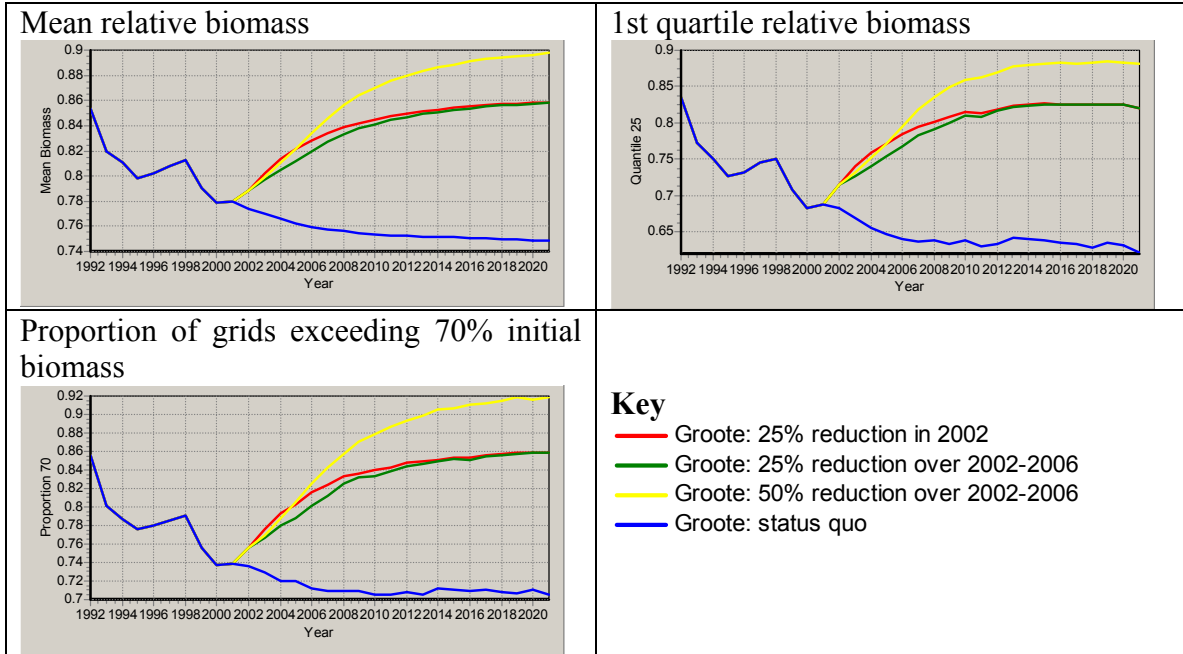 Mean relative biomass
0.9
0.88
0.86
0.84
0.82
0.8
0.78
0.76
0.74
Mean Biomass
1992 1994 1996 1998 2000 2002 2004 2006 2008 2010 2012 2014 2016 2018 2020
Year
1st quartile relative biomass
0.9
0.85
0.8
0.75
0.7
0.65
Quantile 25
1992 1994 1996 1998 2000 2002 2004 2006 2008 2010 2012 2014 2016 2018 2020
Year
Proportion of grids exceeding 70% initial
biomass
0.92
0.9
0.88
0.86
0.84
0.82
0.8
0.78
0.76
0.74
0.72
0.7
Proportion 70
1992 1994 1996 1998 2000 2002 2004 2006 2008 2010 2012 2014 2016 2018 2020
Year
Key
Groote: 25% reduction in 2002
Groote: 25% reduction over 2002-2006
Groote: 50% reduction over 2002-2006
Groote: status quo